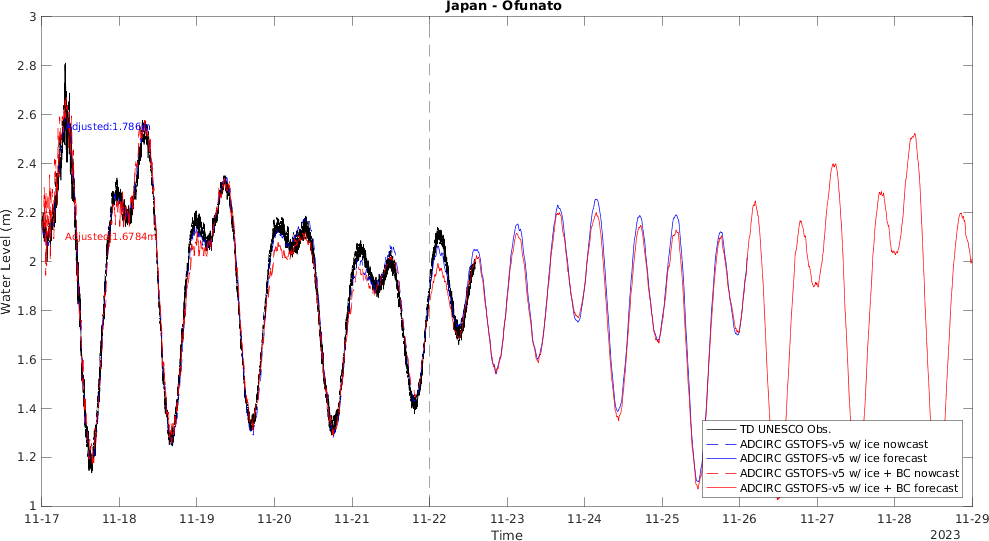 Japan - Ofunato
3
2.8
2.6
2.4
2.2
2
1.8
1.6
1.4
1.2
1
Water Level (m)
Adjusted:1.786m
Adjusted:1.6784m
TD UNESCO Obs.
ADCIRC GSTOFS-v5 w/ ice nowcast
ADCIRC GSTOFS-v5 w/ ice forecast
ADCIRC GSTOFS-v5 w/ ice + BC nowcast
ADCIRC GSTOFS-v5 w/ ice + BC forecast
11-17 11-18 11-19 11-20 11-21 11-22 11-23 11-24 11-25 11-26 11-27 11-28 11-29
Time
2023